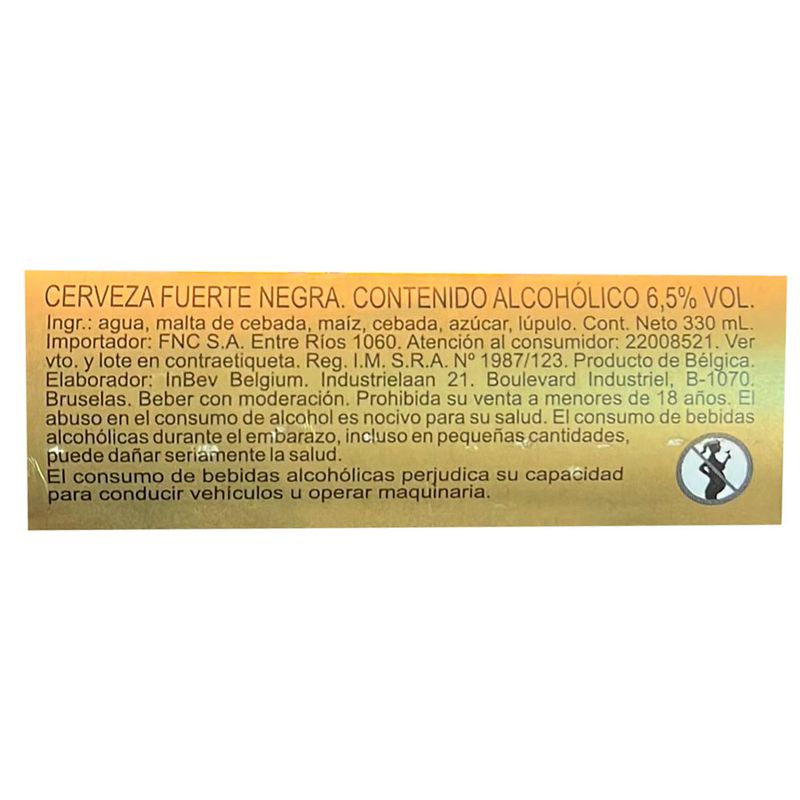 CERVEZA FUERTE NEGRA. CONTENIDO ALCOHÓLICO 6,5% VOL.
Ingr.: agua, malta de cebada, maíz, cebada, azúcar, lúpulo. Cont. Neto 330 mL.
Importador: FNC S.A. Entre Ríos 1060. Atención al consumidor: 22008521. Ver
vto. y lote en contraetiqueta. Reg. I.M. S.R.A. Nº 1987/123. Producto de Bélgica.
Elaborador: InBev Belgium. Industrielaan 21. Boulevard Industriel, B-1070.
Bruselas. Beber con moderación. Prohibida su venta a menores de 18 años. El
abuso en el consumo de alcohol es nocivo para su salud. El consumo de bebidas
alcohólicas durante el embarazo, incluso en pequeñas cantidades,
puede dañar seriamente la salud.
El consumo de bebidas alcohólicas perjudica su capacidad
para conducir vehículos u operar maquinaria.